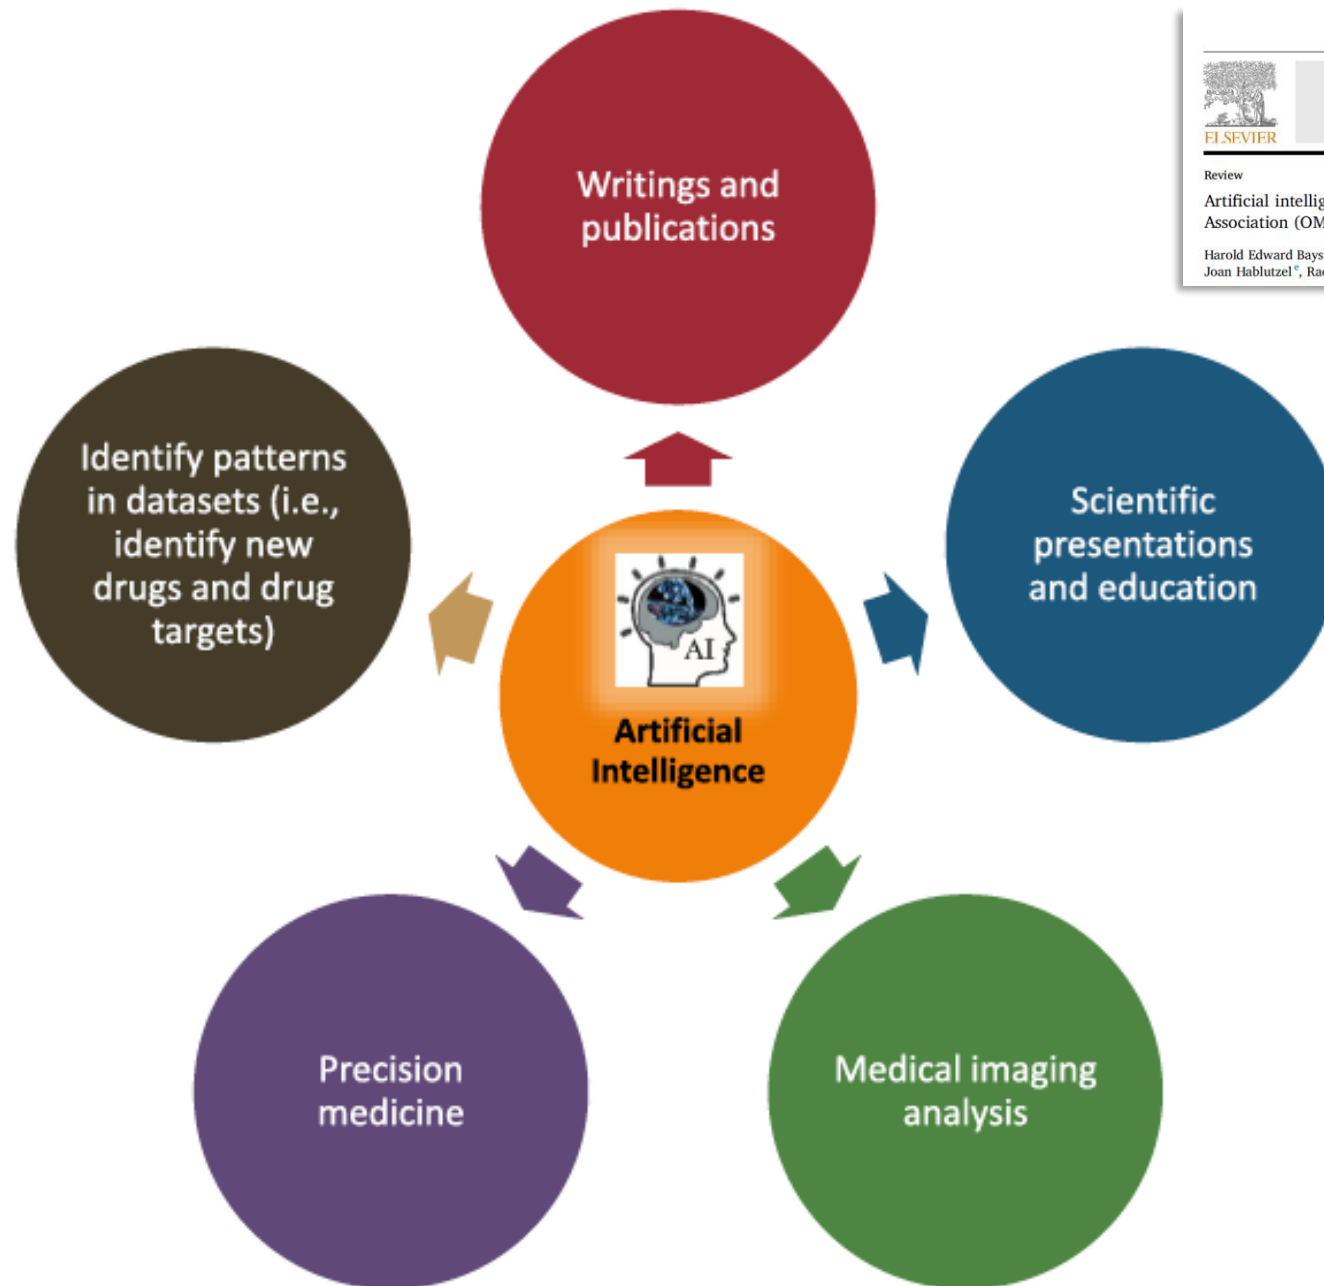 Writings and
publications
ELSEVIER
Review
Artificial intellig
Association (OM
Harold Edward Bays
Joan Hablutzel e, Rac
Identify patterns
in datasets (i.e.,
identify new
drugs and drug
targets)
Scientific
presentations
and education
AI
Artificial
Intelligence
Precision
medicine
Medical imaging
analysis